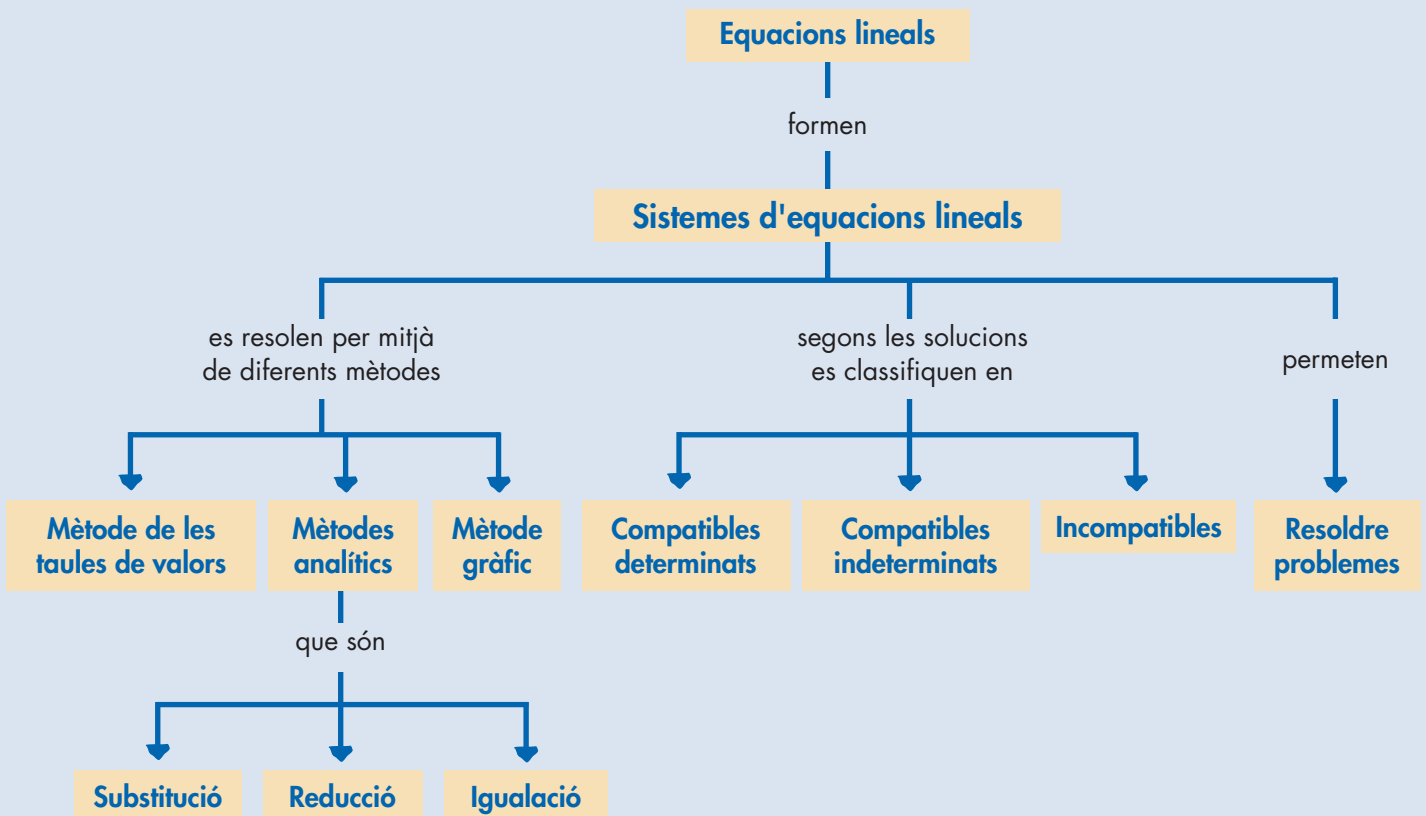 Equacions lineals
formen
Sistemes d'equacions lineals
es resolen per mitjà
de diferents mètodes
segons les solucions
es classifiquen en
permeten
Mètode de les
taules de valors
Mètodes
analítics
Mètode
gràfic
Compatibles
determinats
Compatibles
indeterminats
Incompatibles
Resoldre
problemes
que són
Substitució
Reducció
Igualació